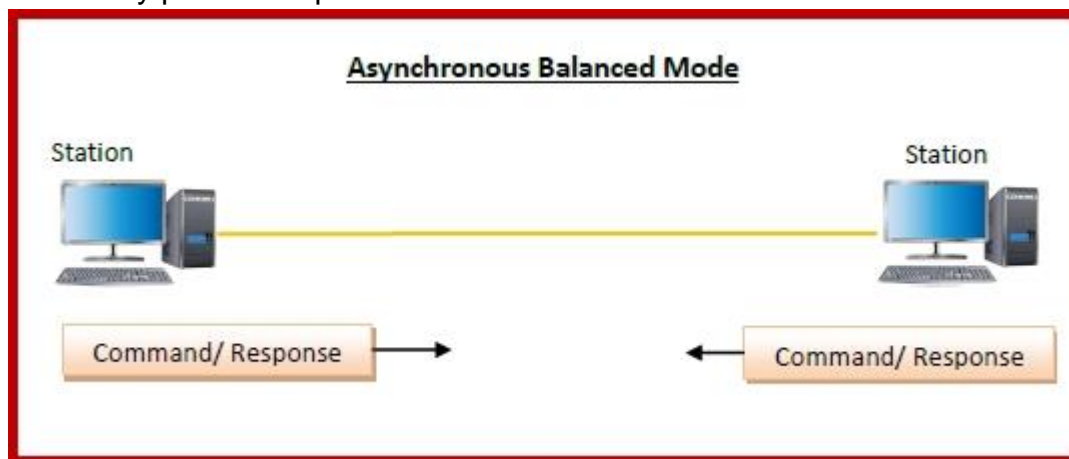 Asynchronous Balanced Mode
Station
Station
Command/ Response
Command/ Response